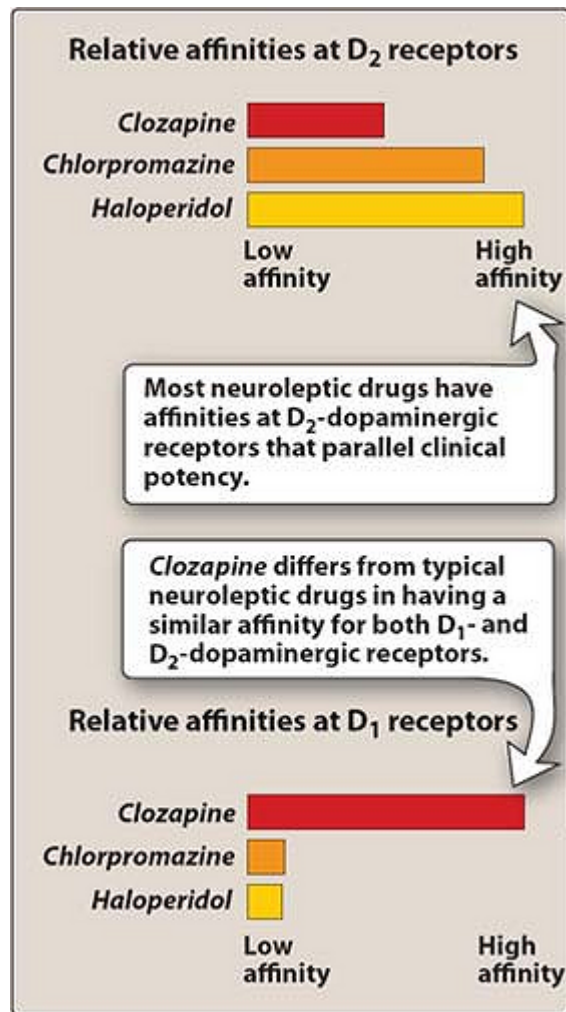 Relative affinities at D₂ receptors
Clozapine
Chlorpromazine
Haloperidol
Low
affinity
High
affinity
Most neuroleptic drugs have
affinities at D₂-dopaminergic
receptors that parallel clinical
potency.
Clozapine differs from typical
neuroleptic drugs in having a
similar affinity for both D₁- and
D₂-dopaminergic receptors.
Relative affinities at D₁ receptors
Clozapine
Chlorpromazine
Haloperidol
Low
affinity
High
affinity